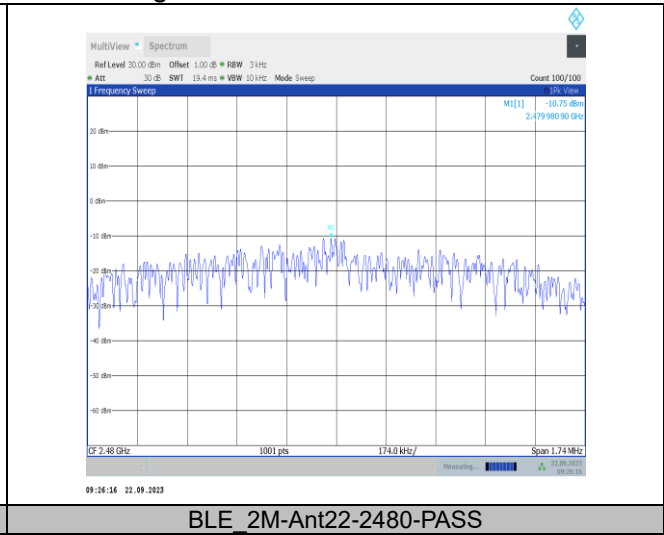 MultiView Spectrum
Ref Level 30.00 dBm Offset 1.00 dB RBW 3 kHz
Att 30 dB SWT 19.4 ms VBW 10 kHz Mode Sweep Count 100/100
1 Frequency Sweep 1Pk View
M1[1] -10.75 dBm
2.479 980 90 GHz
20 dBm
10 dBm
0 dBm
M1
-10 dBm
-20 dBm
-30 dBm
-40 dBm
-50 dBm
-60 dBm
CF 2.48 GHz 1001 pts 174.0 kHz/ Span 1.74 MHz
Measuring... 22.09.2023
09:26:16
09:26:16 22.09.2023
BLE_2M-Ant22-2480-PASS